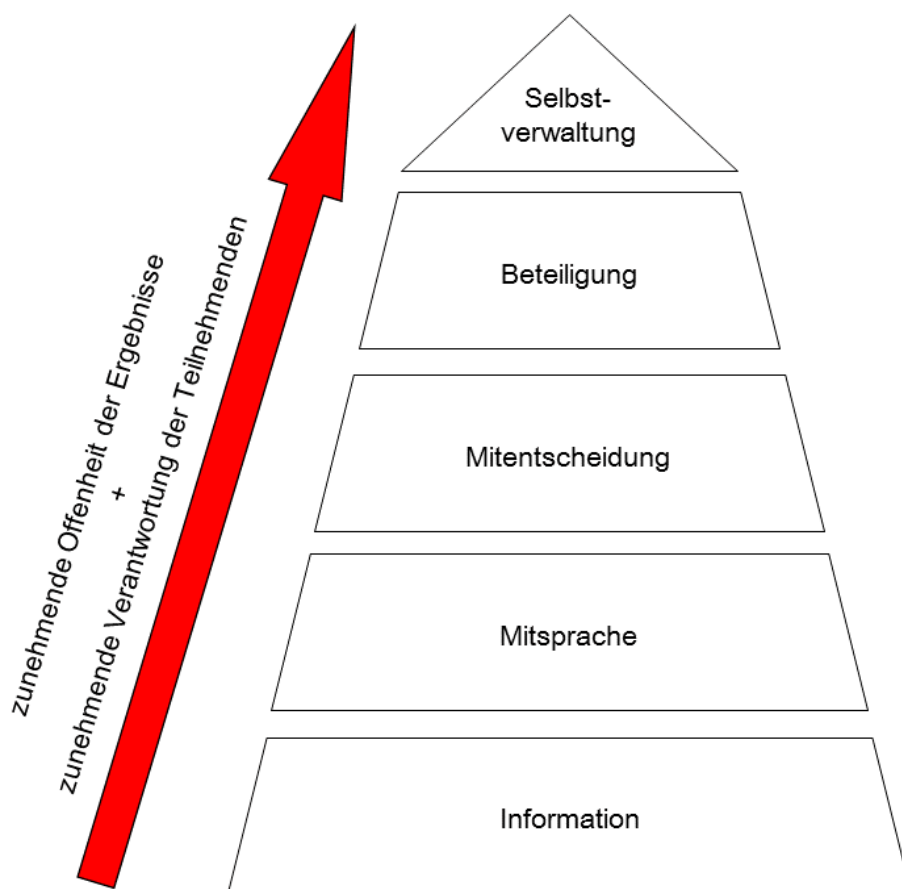 Selbst-
verwaltung
Beteiligung
Mitentscheidung
Mitsprache
Information
zunehmende Offenheit der Ergebnisse
+
zunehmende Verantwortung der Teilnehmenden